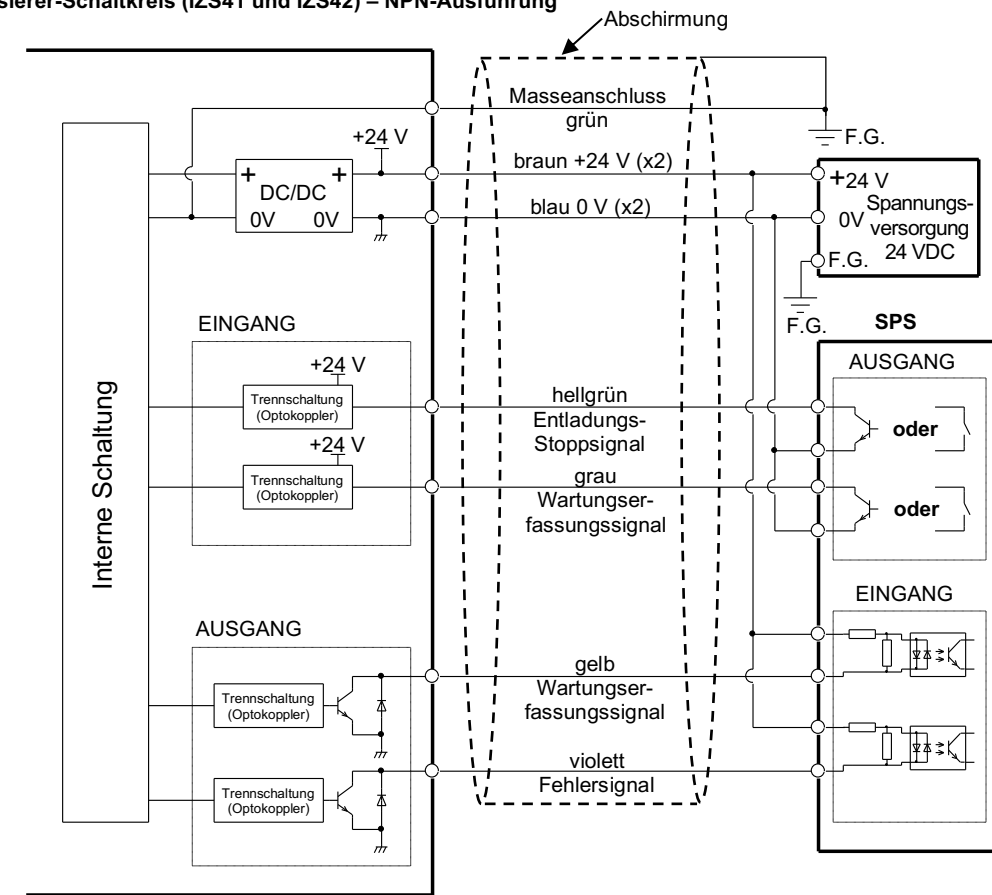 sierer-Schaltkreis (IZS41 und IZS42) – NPN-Ausführung
Abschirmung
Masseanschluss
grün
F.G.
+24 V
braun +24 V (x2)
+ +
DC/DC
0V 0V
blau 0 V (x2)
+24 V
0V
Spannungs-
versorgung
24 VDC
F.G.
F.G.
SPS
EINGANG
+24 V
Trennschaltung
(Optokoppler)
+24 V
Trennschaltung
(Optokoppler)
Interne Schaltung
hellgrün
Entladungs-
Stoppsignal
grau
Wartungser-
fassungssignal
AUSGANG
oder
oder
EINGANG
AUSGANG
Trennschaltung
(Optokoppler)
Trennschaltung
(Optokoppler)
gelb
Wartungser-
fassungssignal
violett
Fehlersignal